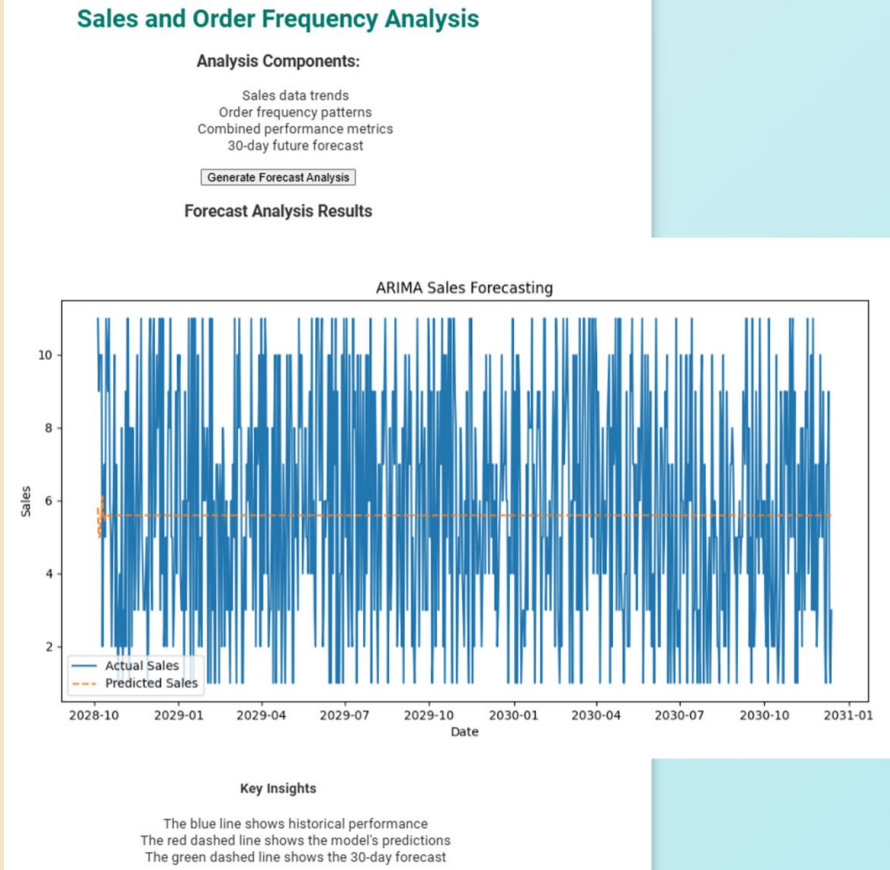 Sales and Order Frequency Analysis
Analysis Components:
Sales data trends
Order frequency patterns
Combined performance metrics
30-day future forecast
Generate Forecast Analysis
Forecast Analysis Results
ARIMA Sales Forecasting
10
8
6
4
2
Sales
Actual Sales
Predicted Sales
2028-10 2029-01 2029-04 2029-07 2029-10 2030-01 2030-04 2030-07 2030-10 2031-01
Date
Key Insights
The blue line shows historical performance
The red dashed line shows the model's predictions
The green dashed line shows the 30-day forecast